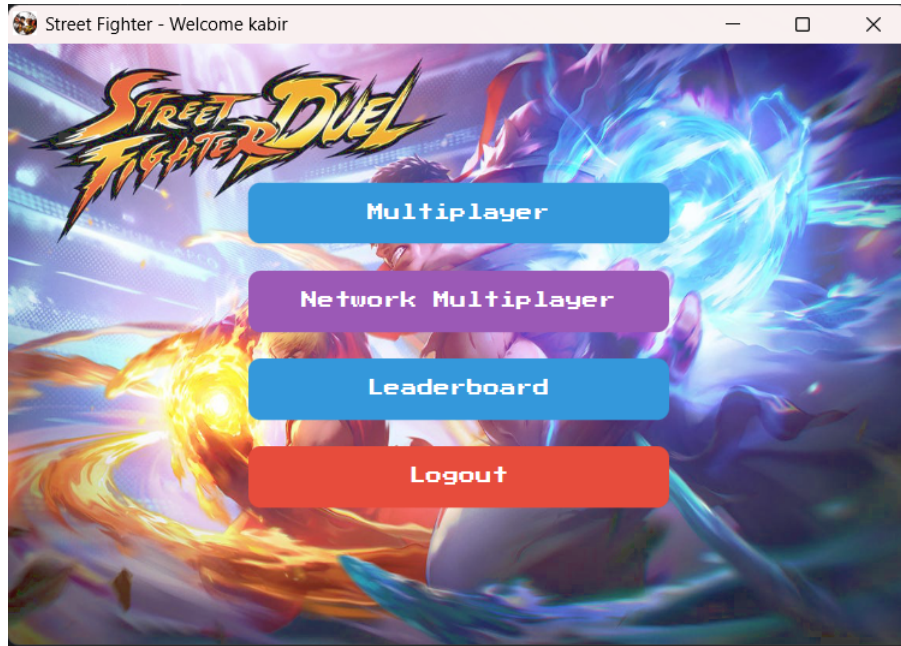 Street Fighter - Welcome kabir
STREET
FIGHTER DUEL
Multiplayer
Network Multiplayer
Leaderboard
Logout